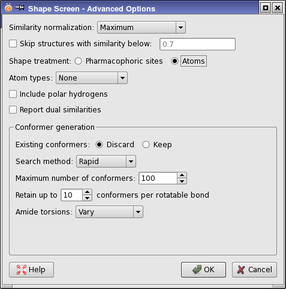 Shape Screen - Advanced Options
Similarity normalization: Maximum
Skip structures with similarity below: 0.7
Shape treatment: Pharmacophoric sites Atoms
Atom types: None
Include polar hydrogens
Report dual similarities
Conformer generation
Existing conformers: Discard Keep
Search method: Rapid
Maximum number of conformers: 100
Retain up to 10 conformers per rotatable bond
Amide torsions: Vary
Help OK Cancel